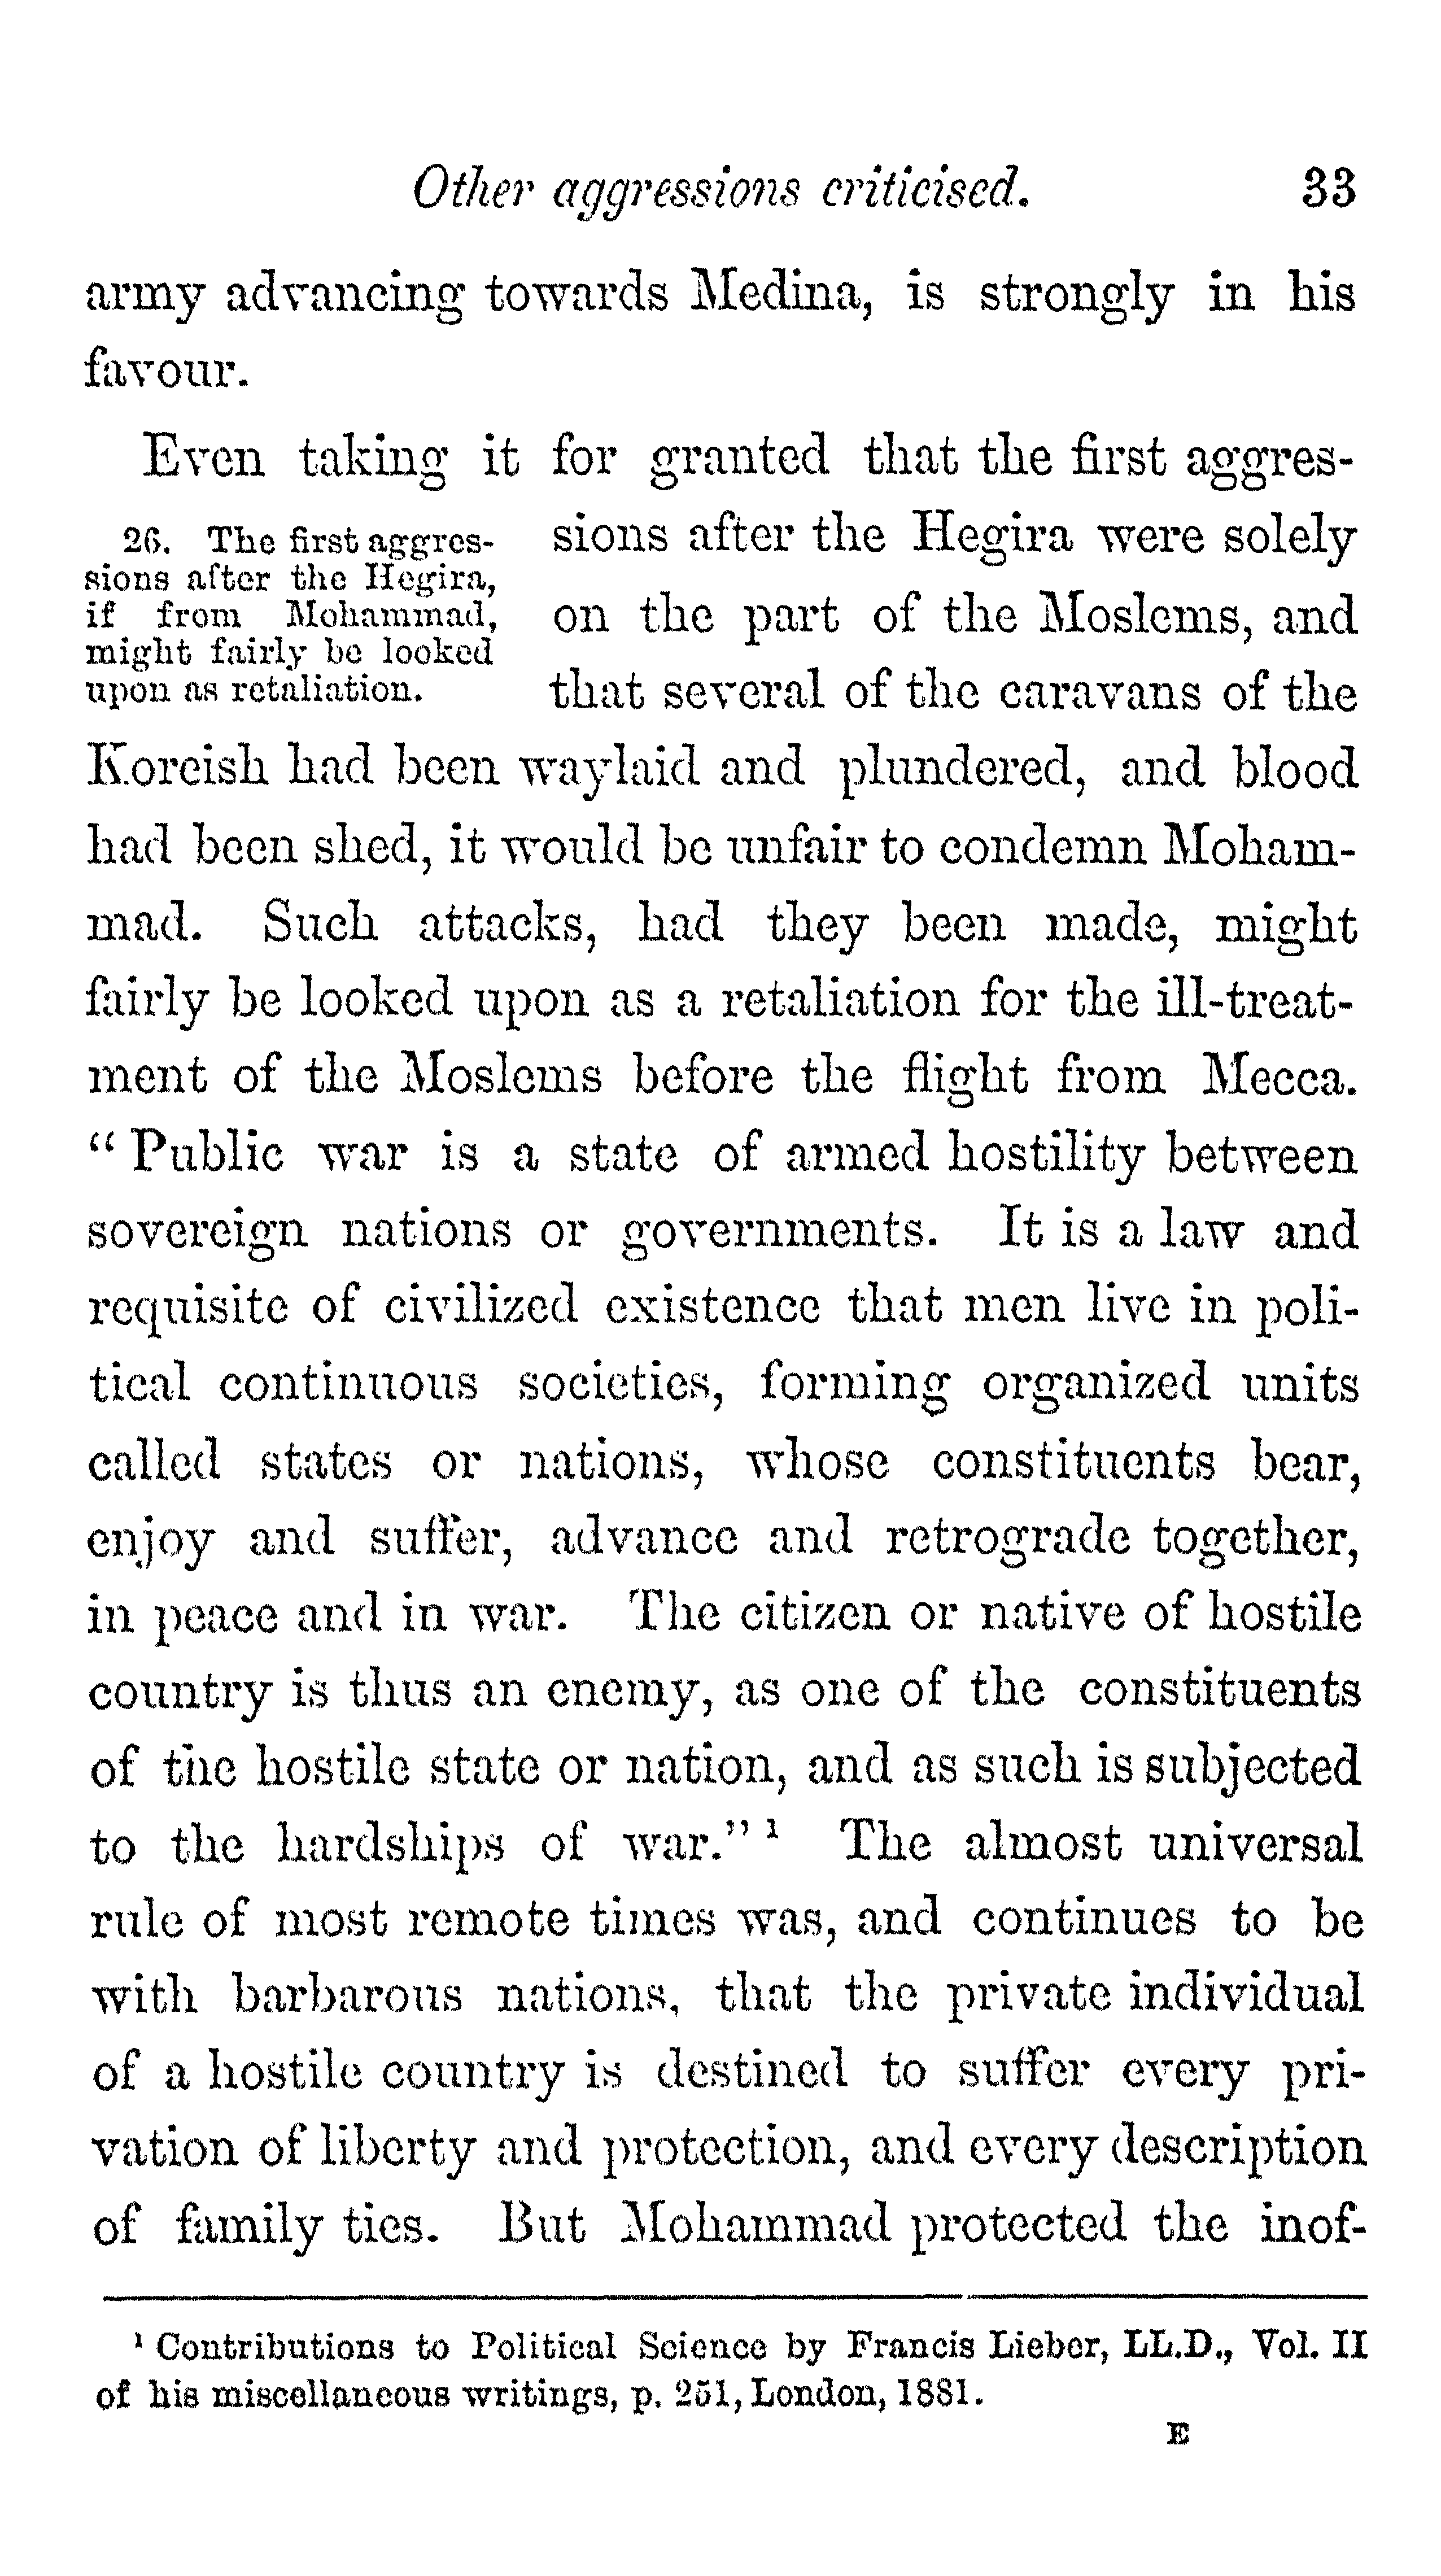 Other aggressions criticised. 33
army advancing towards Medina, is strongly in his
favour.
Even taking it for granted that the first aggres-
26. The first aggres-
sions after the Hegira,
if from Mohammad,
might fairly be looked
upon as retaliation.
sions after the Hegira were solely
on the part of the Moslems, and
that several of the caravans of the
Koreish had been waylaid and plundered, and blood
had been shed, it would be unfair to condemn Moham-
mad. Such attacks, had they been made, might
fairly be looked upon as a retaliation for the ill-treat-
ment of the Moslems before the flight from Mecca.
“Public war is a state of armed hostility between
sovereign nations or governments. It is a law and
requisite of civilized existence that men live in poli-
tical continuous societies, forming organized units
called states or nations, whose constituents bear,
enjoy and suffer, advance and retrograde together,
in peace and in war. The citizen or native of hostile
country is thus an enemy, as one of the constituents
of the hostile state or nation, and as such is subjected
to the hardships of war.” ¹ The almost universal
rule of most remote times was, and continues to be
with barbarous nations, that the private individual
of a hostile country is destined to suffer every pri-
vation of liberty and protection, and every description
of family ties. But Mohammad protected the inof-
¹ Contributions to Political Science by Francis Lieber, LL.D., Vol. II
of his miscellaneous writings, p. 251, London, 1881.
E